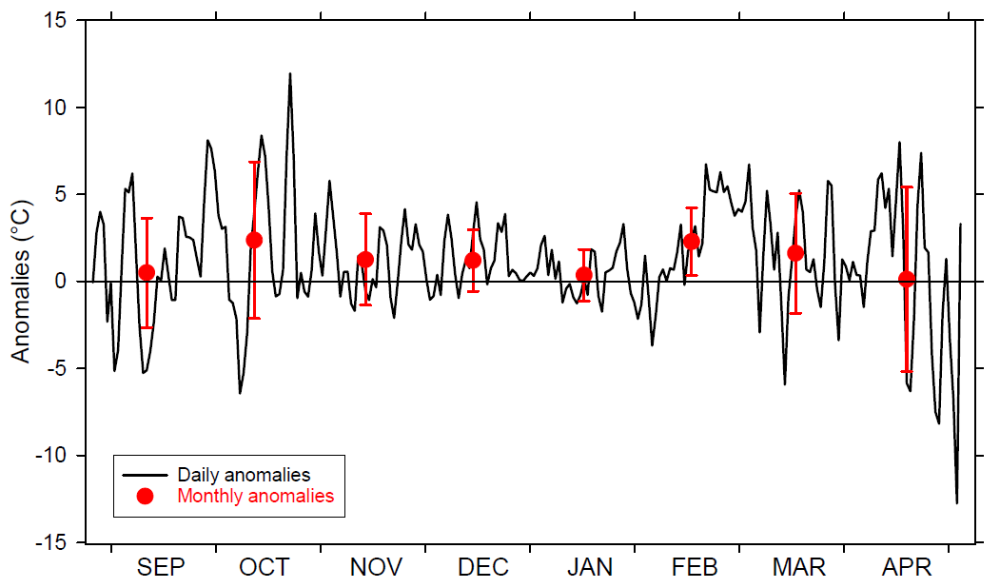 15
10
5
0
-5
-10
-15
Anomalies (°C)
Daily anomalies
Monthly anomalies
SEP OCT NOV DEC JAN FEB MAR APR